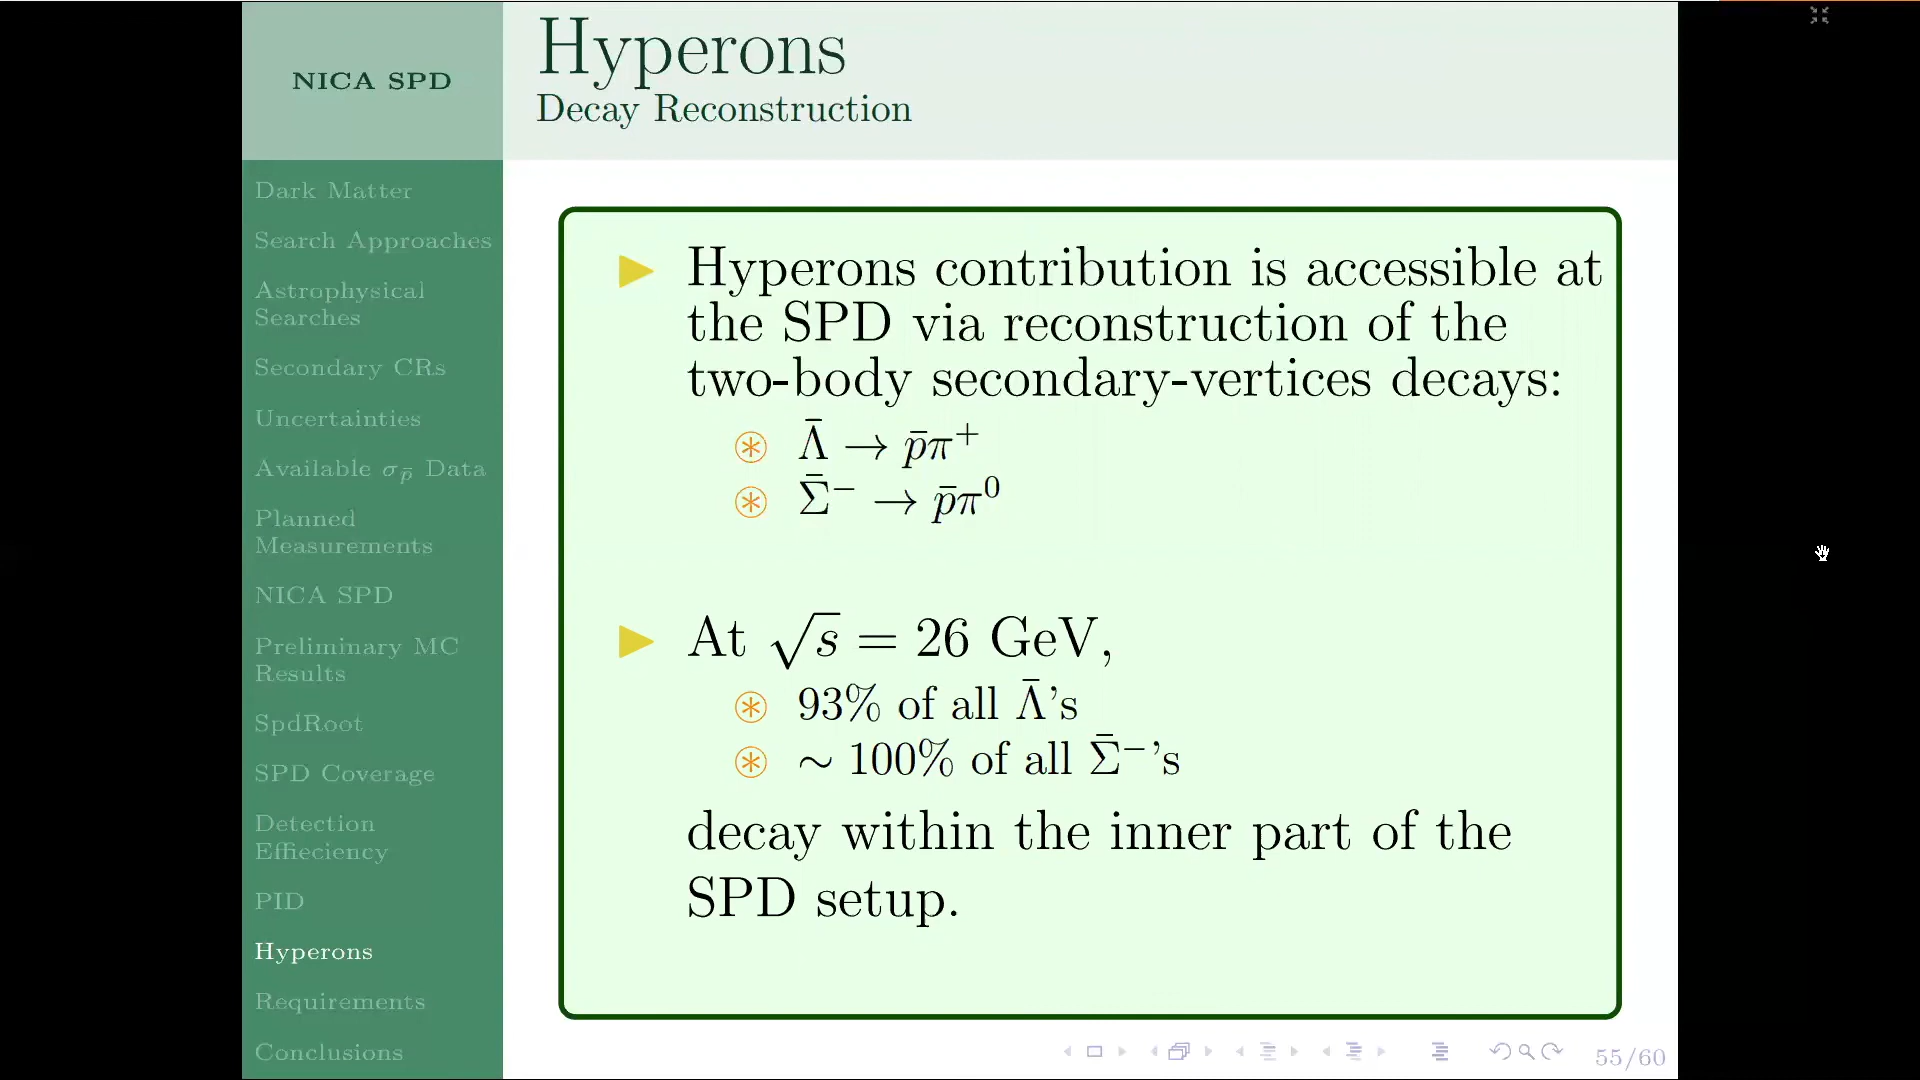 NICA SPD
Hyperons
Decay Reconstruction
Dark Matter
Search Approaches
Astrophysical
Searches
Secondary CRs
Uncertainties
Available σ_p̄ Data
Planned
Measurements
NICA SPD
Preliminary MC
Results
SpdRoot
SPD Coverage
Detection
Effieciency
PID
Hyperons
Requirements
Conclusions
Hyperons contribution is accessible at
the SPD via reconstruction of the
two-body secondary-vertices decays:
Λ̄ → p̄π⁺
Σ̄⁻ → p̄π⁰
At √s = 26 GeV,
93% of all Λ̄'s
∼ 100% of all Σ̄⁻'s
decay within the inner part of the
SPD setup.
55/60